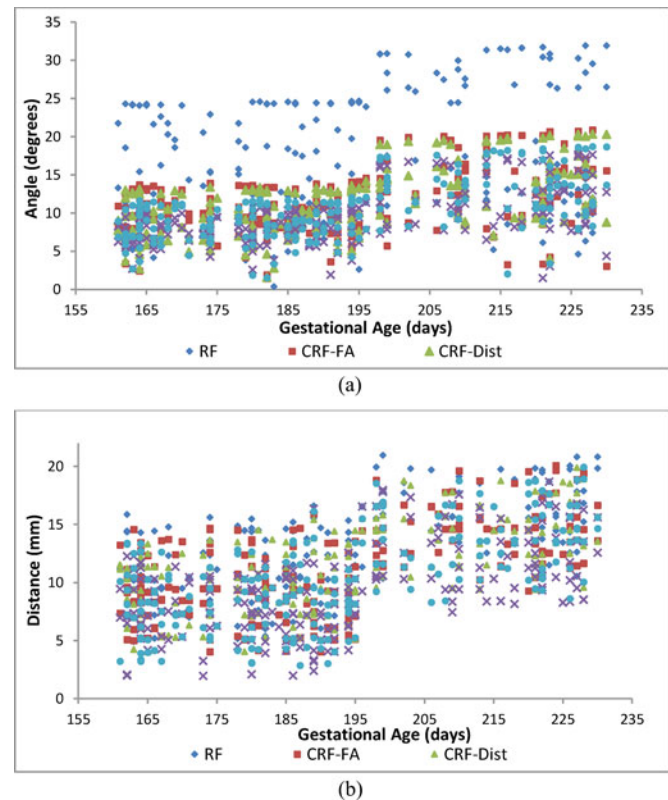 (a)
35
30
25
20
15
10
5
0
Angle (degrees)
155 165 175 185 195 205 215 225 235
Gestational Age (days)
RF CRF-FA CRF-Dist
(a)
20
15
10
5
0
Distance (mm)
155 165 175 185 195 205 215 225 235
Gestational Age (days)
RF CRF-FA CRF-Dist
(b)